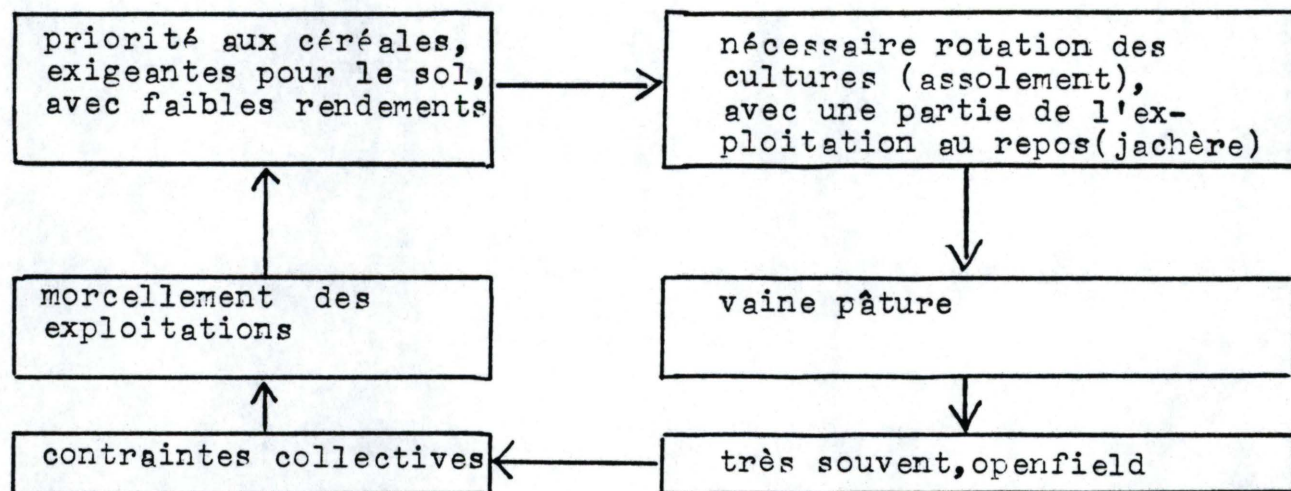 priorité aux céréales,
exigeantes pour le sol,
avec faibles rendements
nécessaire rotation des
cultures (assolement),
avec une partie de l'ex-
ploitation au repos(jachère)
vaine pâture
très souvent,openfield
contraintes collectives
morcellement des
exploitations